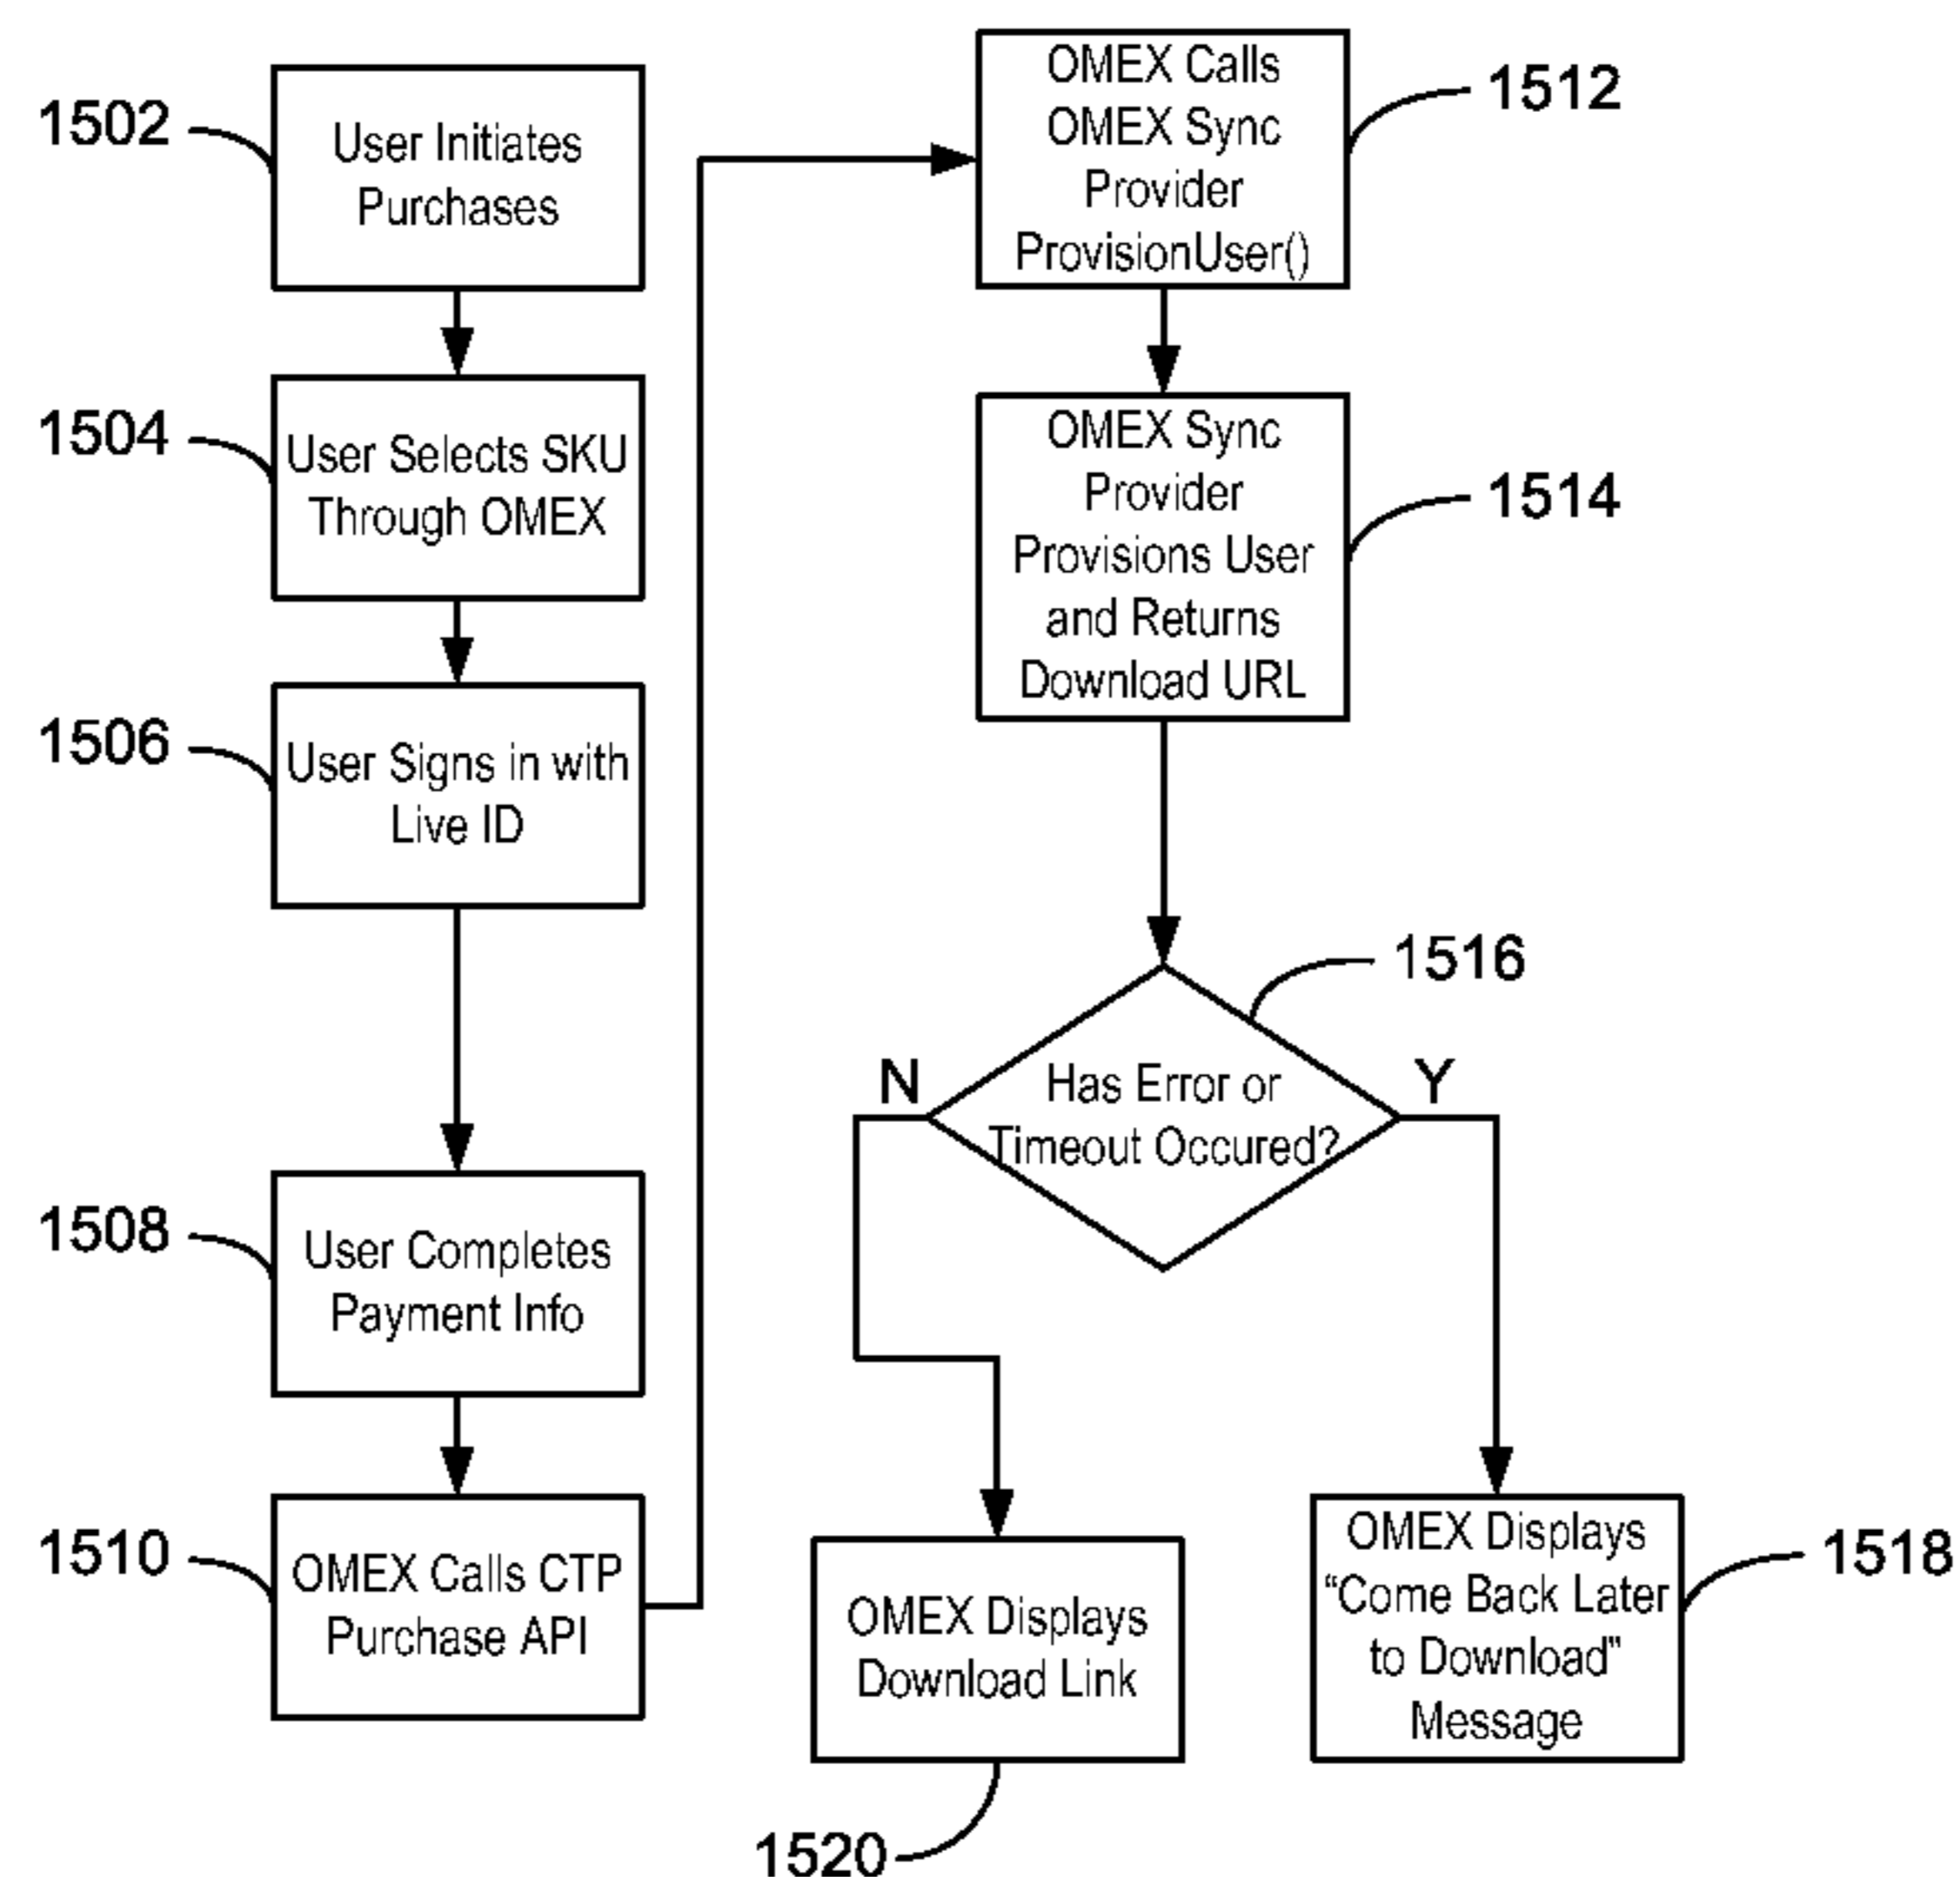 1502
User Initiates
Purchases
1504
User Selects SKU
Through OMEX
1506
User Signs in with
Live ID
1508
User Completes
Payment Info
1510
OMEX Calls CTP
Purchase API
OMEX Calls
OMEX Sync
Provider
ProvisionUser()
1512
OMEX Sync
Provider
Provisions User
and Returns
Download URL
1514
1516
N
Has Error or
Timeout Occured?
Y
OMEX Displays
Download Link
1520
OMEX Displays
“Come Back Later
to Download”
Message
1518